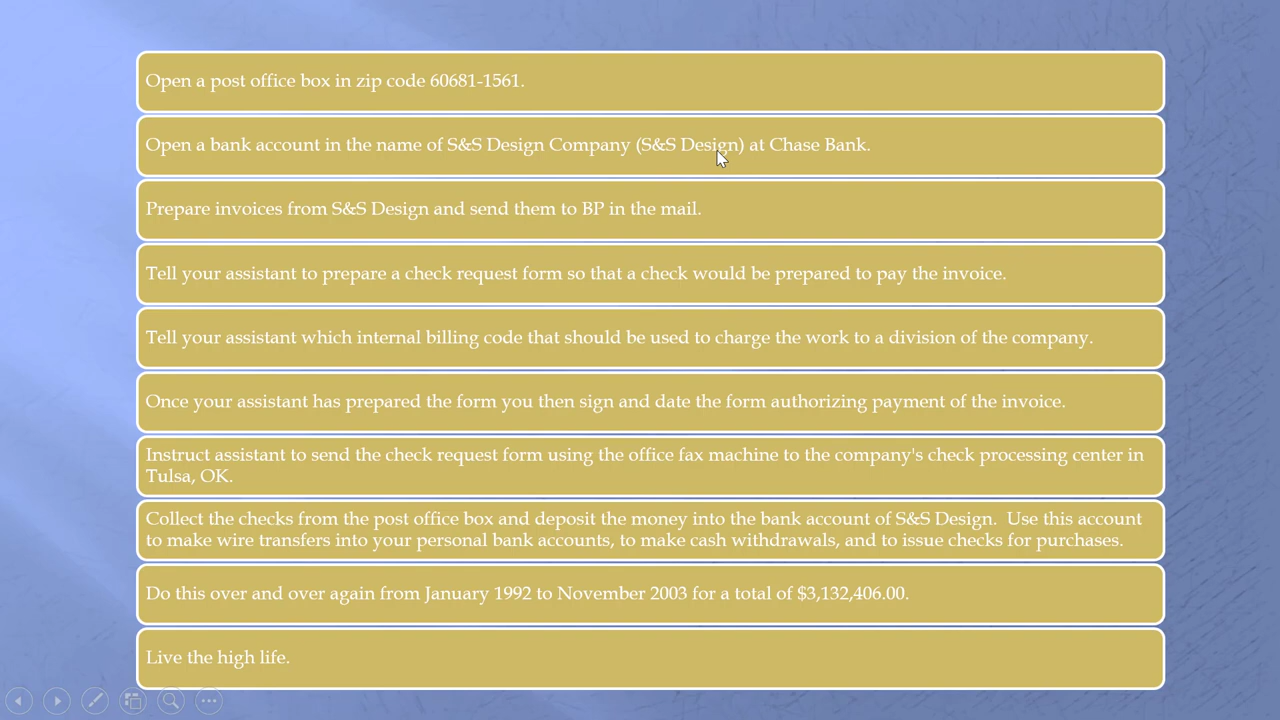 Open a post office box in zip code 60681-1561.
Open a bank account in the name of S&S Design Company (S&S Design) at Chase Bank.
Prepare invoices from S&S Design and send them to BP in the mail.
Tell your assistant to prepare a check request form so that a check would be prepared to pay the invoice.
Tell your assistant which internal billing code that should be used to charge the work to a division of the company.
Once your assistant has prepared the form you then sign and date the form authorizing payment of the invoice.
Instruct assistant to send the check request form using the office fax machine to the company's check processing center in
Tulsa, OK.
Collect the checks from the post office box and deposit the money into the bank account of S&S Design.  Use this account
to make wire transfers into your personal bank accounts, to make cash withdrawals, and to issue checks for purchases.
Do this over and over again from January 1992 to November 2003 for a total of $3,132,406.00.
Live the high life.